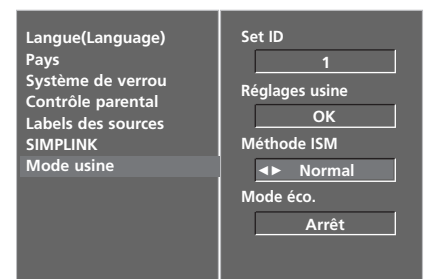 Langue(Language)
Pays
Système de verrou
Contrôle parental
Labels des sources
SIMPLINK
Mode usine
Set ID
1
Réglages usine
OK
Méthode ISM
◄► Normal
Mode éco.
Arrêt